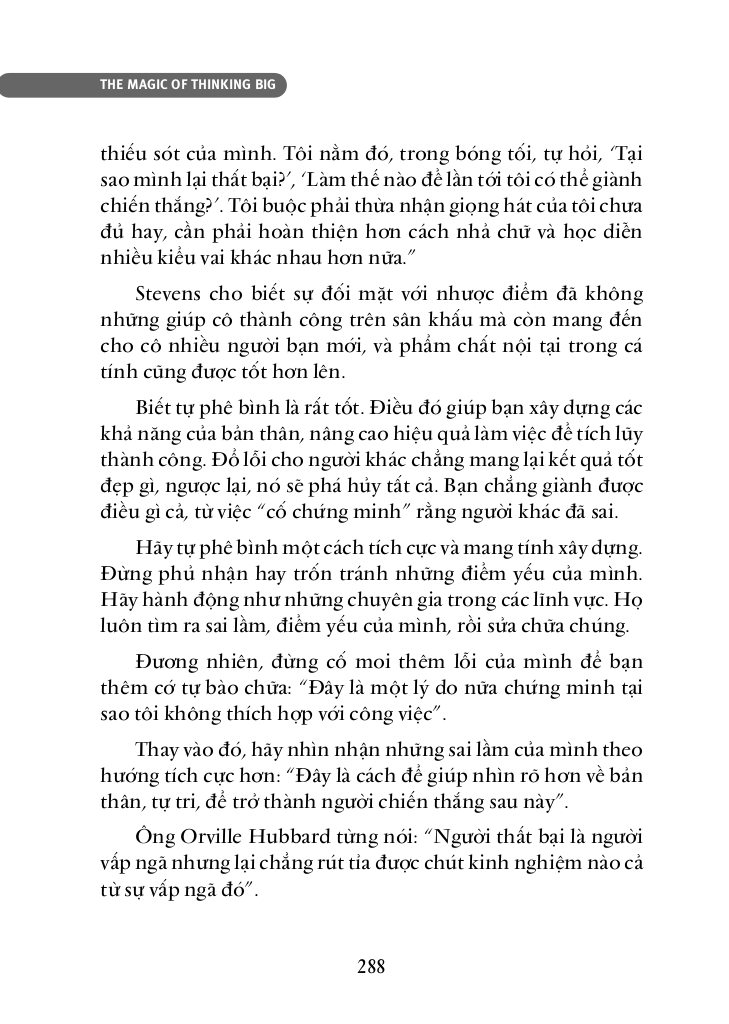 THE MAGIC OF THINKING BIG
thiếu sót của mình. Tôi nằm đó, trong bóng tối, tự hỏi, ‘Tại
sao mình lại thất bại?’, ‘Làm thế nào để lần tới tôi có thể giành
chiến thắng?’. Tôi buộc phải thừa nhận giọng hát của tôi chưa
đủ hay, cần phải hoàn thiện hơn cách nhả chữ và học diễn
nhiều kiểu vai khác nhau hơn nữa.”
Stevens cho biết sự đối mặt với nhược điểm đã không
những giúp cô thành công trên sân khấu mà còn mang đến
cho cô nhiều người bạn mới, và phẩm chất nội tại trong cá
tính cũng được tốt hơn lên.
Biết tự phê bình là rất tốt. Điều đó giúp bạn xây dựng các
khả năng của bản thân, nâng cao hiệu quả làm việc để tích lũy
thành công. Đổ lỗi cho người khác chẳng mang lại kết quả tốt
đẹp gì, ngược lại, nó sẽ phá hủy tất cả. Bạn chẳng giành được
điều gì cả, từ việc “cố chứng minh” rằng người khác đã sai.
Hãy tự phê bình một cách tích cực và mang tính xây dựng.
Đừng phủ nhận hay trốn tránh những điểm yếu của mình.
Hãy hành động như những chuyên gia trong các lĩnh vực. Họ
luôn tìm ra sai lầm, điểm yếu của mình, rồi sửa chữa chúng.
Đương nhiên, đừng cố moi thêm lỗi của mình để bạn
thêm cớ tự bào chữa: “Đây là một lý do nữa chứng minh tại
sao tôi không thích hợp với công việc”.
Thay vào đó, hãy nhìn nhận những sai lầm của mình theo
hướng tích cực hơn: “Đây là cách để giúp nhìn rõ hơn về bản
thân, tự tri, để trở thành người chiến thắng sau này”.
Ông Orville Hubbard từng nói: “Người thất bại là người
vấp ngã nhưng lại chẳng rút tỉa được chút kinh nghiệm nào cả
từ sự vấp ngã đó”.
288